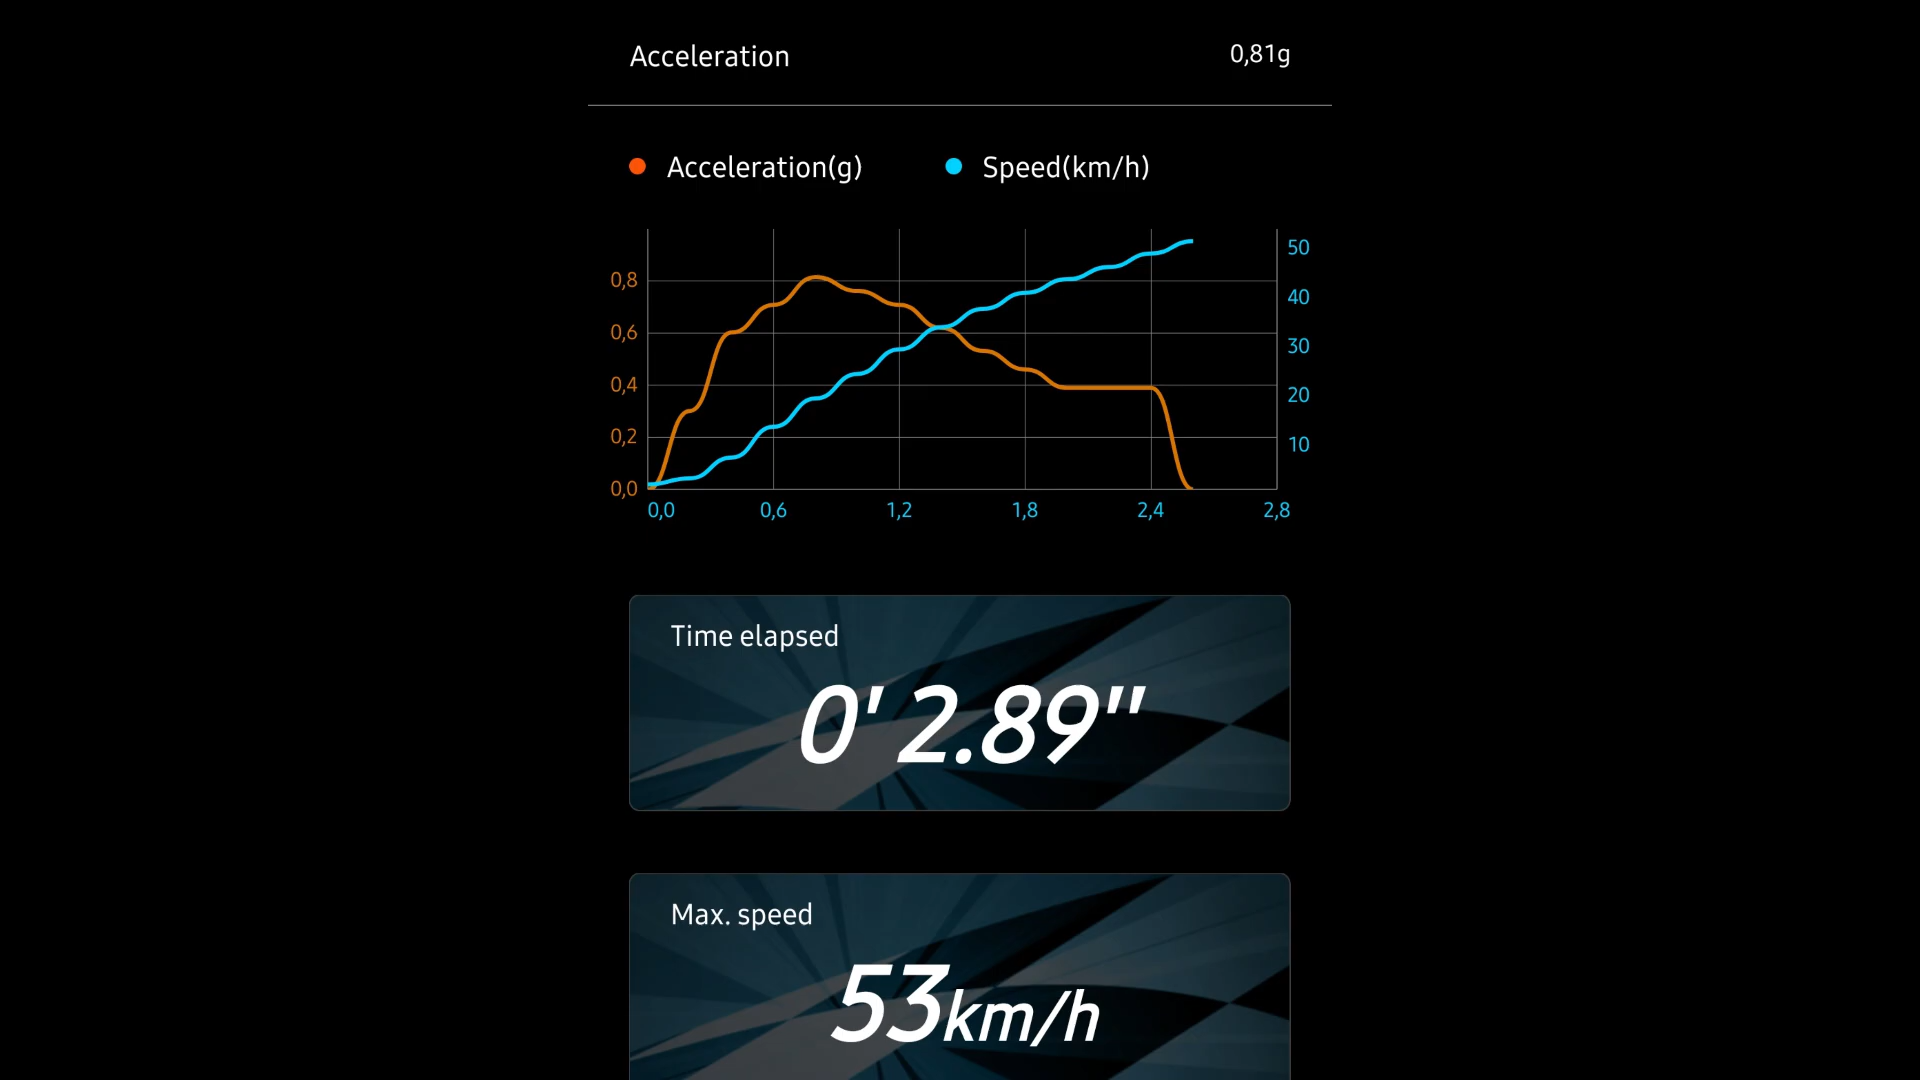 Acceleration 0,81g
Acceleration(g) Speed(km/h)
50
0,8
40
0,6
30
0,4
20
0,2
10
0,0
0,0 0,6 1,2 1,8 2,4 2,8
Time elapsed
0' 2.89"
Max. speed
53km/h